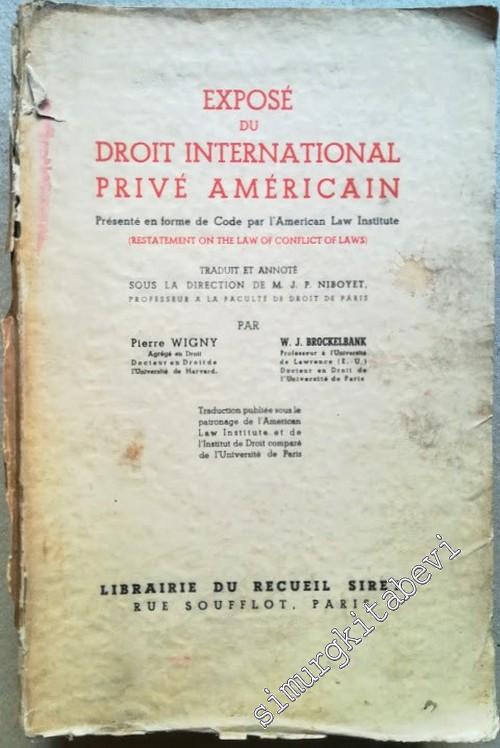 EXPOSÉ
DU
DROIT INTERNATIONAL
PRIVÉ AMÉRICAIN
Présenté en forme de Code par l'American Law Institute
(RESTATEMENT ON THE LAW OF CONFLICT OF LAWS)
TRADUIT ET ANNOTÉ
SOUS LA DIRECTION DE M. J. P. NIBOYET,
PROFESSEUR A LA FACULTÉ DE DROIT DE PARIS
PAR
Pierre WIGNY
Agrégé en Droit
Docteur en Droit de
l'Université de Harvard.
W. J. BROCKELBANK
Professeur à l'Université
de Lawrence (E.-U.)
Docteur en Droit de
l'Université de Paris
Traduction publiée sous le
patronage de l'American
Law Institute et de
l'Institut de Droit comparé
de l'Université de Paris
LIBRAIRIE DU RECUEIL SIREY
RUE SOUFFLOT, PARIS
simurgkitabevi